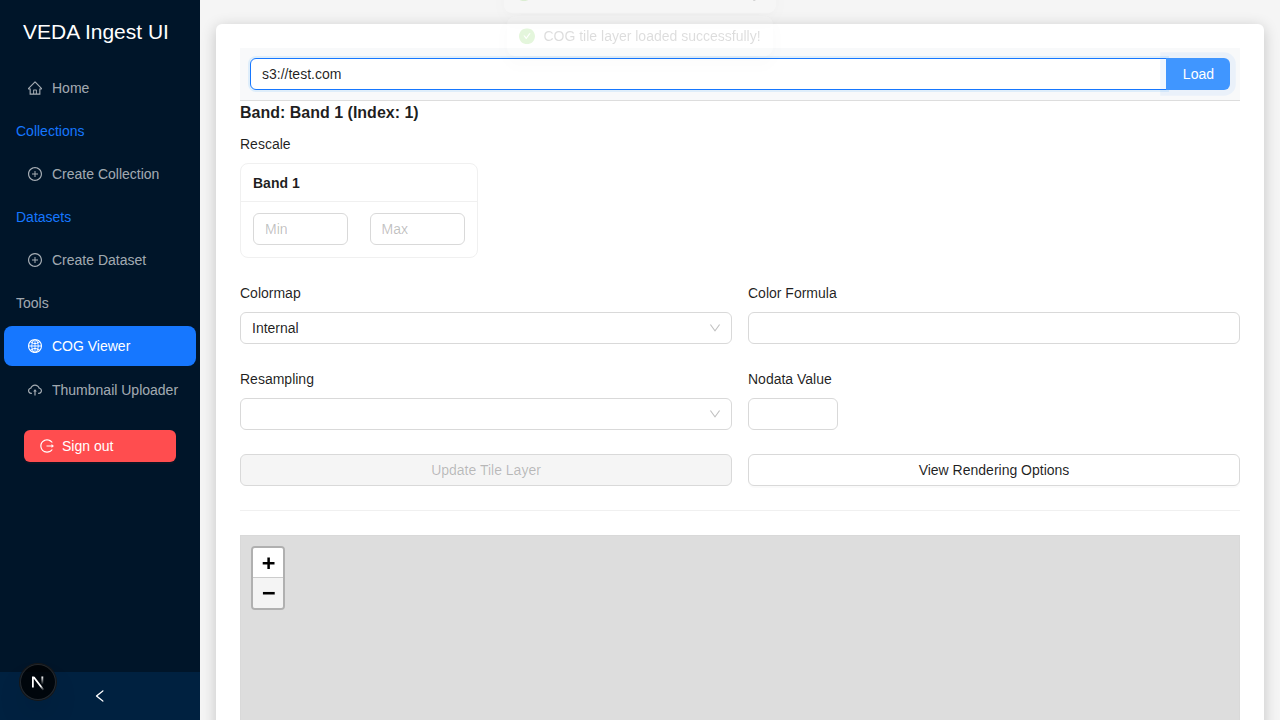 VEDA Ingest UI
Home
Collections
Create Collection
Datasets
Create Dataset
Tools
COG Viewer
Thumbnail Uploader
Sign out
COG tile layer loaded successfully!
s3://test.com
Load
Band: Band 1 (Index: 1)
Rescale
Band 1
Min
Max
Colormap
Color Formula
Internal
Resampling
Nodata Value
Update Tile Layer
View Rendering Options
+
−